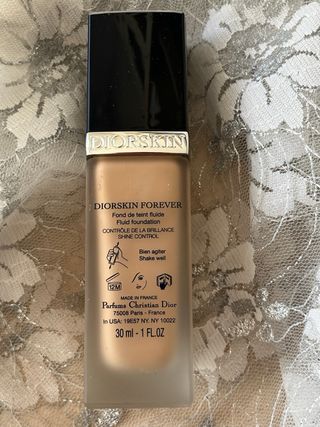 DIORSKIN
DIORSKIN FOREVER
Fond de teint fluide
Fluid foundation
CONTRÔLE DE LA BRILLANCE
SHINE CONTROL
Bien agiter
Shake well
12M
MADE IN FRANCE
Parfums Christian Dior
75008 Paris - France
In USA: 19E57 NY. NY 10022
30 ml - 1 FL.OZ